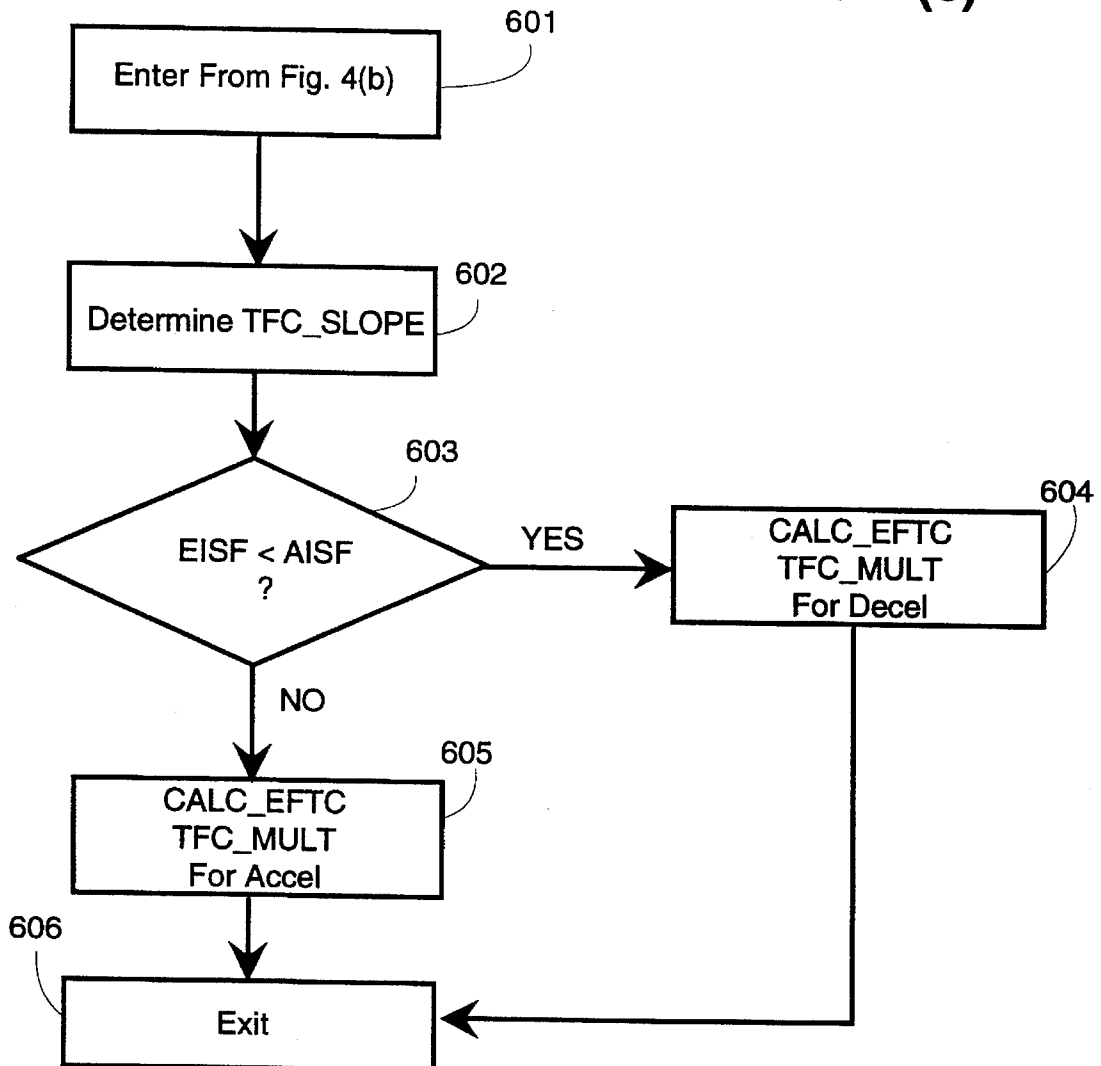 601
Enter From Fig. 4(b)
602
Determine TFC_SLOPE
603
EISF < AISF
?
YES
604
CALC_EFTC
TFC_MULT
For Decel
NO
605
CALC_EFTC
TFC_MULT
For Accel
606
Exit